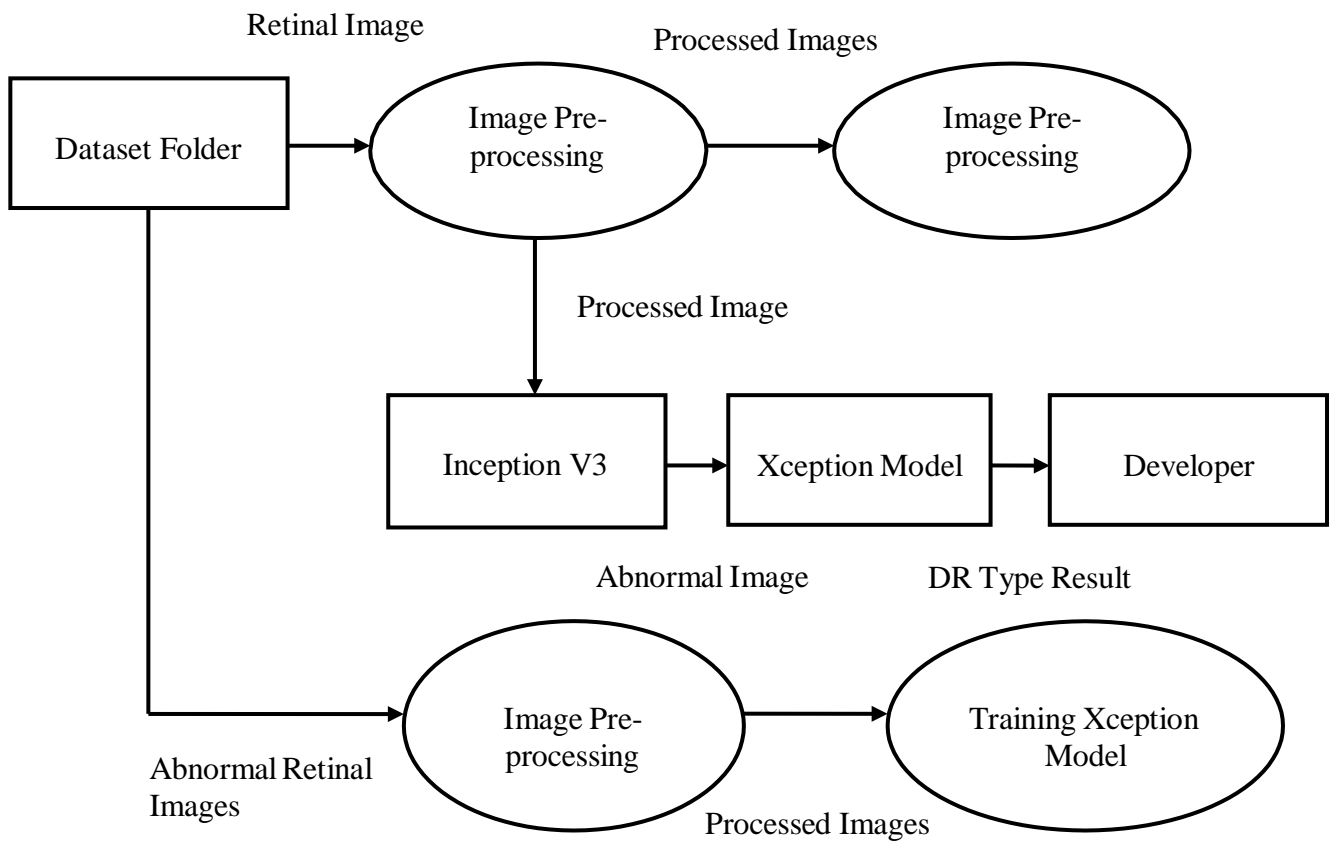 Retinal Image
Processed Images
Dataset Folder
Image Pre-
processing
Image Pre-
processing
Processed Image
Inception V3
Xception Model
Developer
Abnormal Image
DR Type Result
Image Pre-
processing
Training Xception
Model
Abnormal Retinal
Images
Processed Images